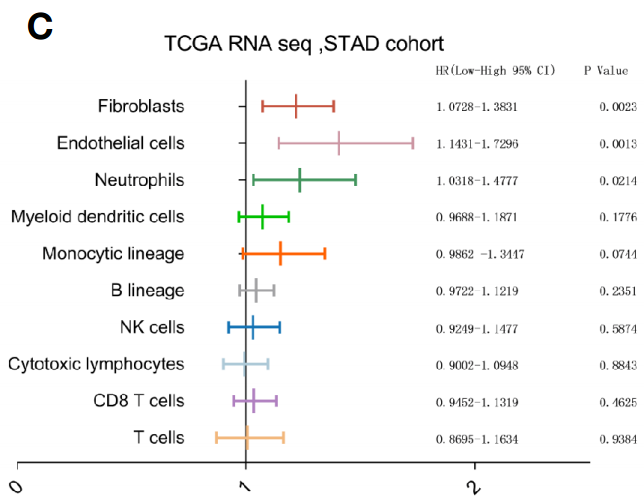 C
TCGA RNA seq ,STAD cohort
HR(Low-High 95% CI) P Value
Fibroblasts 1.0728-1.3831 0.0023
Endothelial cells 1.1431-1.7296 0.0013
Neutrophils 1.0318-1.4777 0.0214
Myeloid dendritic cells 0.9688-1.1871 0.1776
Monocytic lineage 0.9862 -1.3447 0.0744
B lineage 0.9722-1.1219 0.2351
NK cells 0.9249-1.1477 0.5874
Cytotoxic lymphocytes 0.9002-1.0948 0.8843
CD8 T cells 0.9452-1.1319 0.4625
T cells 0.8695-1.1634 0.9384
0 1 2